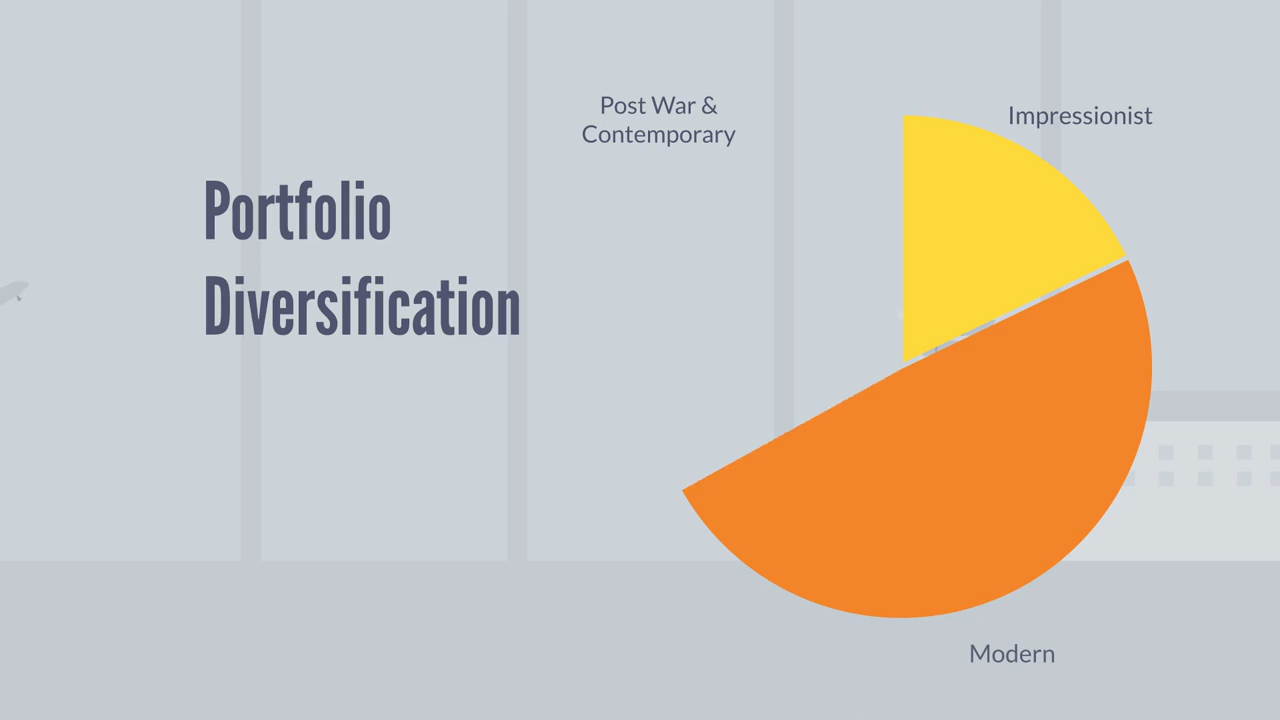 Portfolio
Diversification
Post War &
Contemporary
Impressionist
Modern